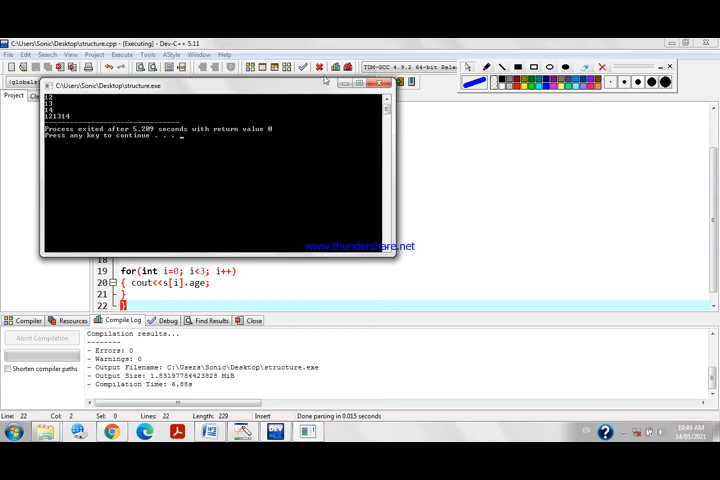 C:\Users\Sonic\Desktop\structure.cpp - [Executing] - Dev-C++ 5.11
File Edit Search View Project Execute Tools AStyle Window Help
TDM-GCC 4.9.2 64-bit Rele
(globals
Project Cla
C:\Users\Sonic\Desktop\structure.exe
12
13
14
121314
--------------------------------
Process exited after 5.209 seconds with return value 0
Press any key to continue . . . _
www.thundershare.net
18
19 for(int i=0; i<3; i++)
20 { cout<<s[i].age;
21 }
22 }
Compiler Resources Compile Log Debug Find Results Close
Abort Compilation
Shorten compiler paths
Compilation results...
--------
- Errors: 0
- Warnings: 0
- Output Filename: C:\Users\Sonic\Desktop\structure.exe
- Output Size: 1.83197784423828 MiB
- Compilation Time: 6.88s
Line: 22 Col: 2 Sel: 0 Lines: 22 Length: 229 Insert Done parsing in 0.015 seconds
EN
10:49 AM
14/01/2021